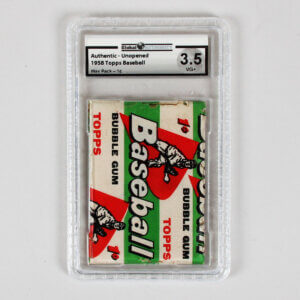 Global
Authentic - Unopened
1958 Topps Baseball
Wax Pack - 1¢
3.5
VG+
TOPPS
BUBBLE GUM
Baseball
1¢
Baseball
BUBBLE GUM
TOPPS
1¢